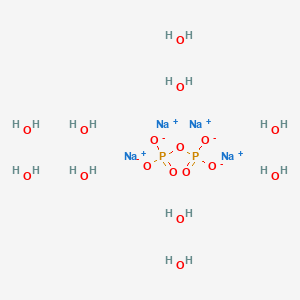 H O H
H O H
Na + Na +
H O H H O H O - O - H O H
O
Na + P P Na +
H O H H O H O - O O O - H O H
H O H
H O H